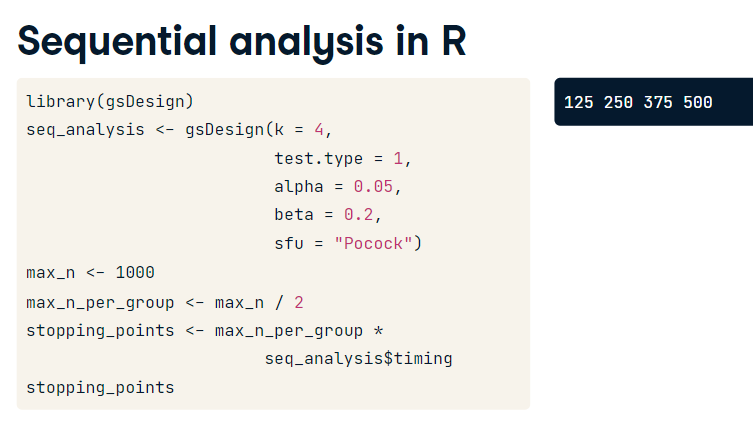 Sequential analysis in R
library(gsDesign)
seq_analysis <- gsDesign(k = 4,
                         test.type = 1,
                         alpha = 0.05,
                         beta = 0.2,
                         sfu = "Pocock")
max_n <- 1000
max_n_per_group <- max_n / 2
stopping_points <- max_n_per_group *
                        seq_analysis$timing
stopping_points
125 250 375 500